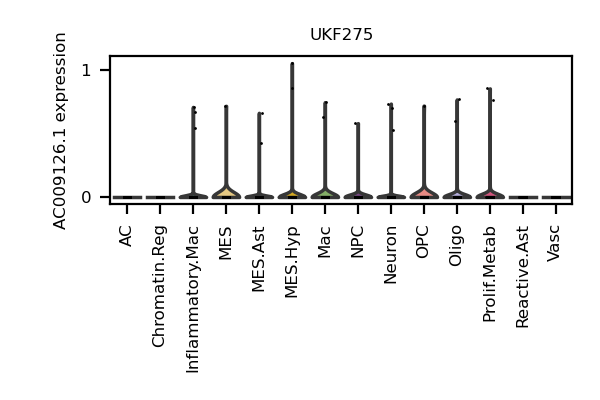 UKF275
AC009126.1 expression
1
0
AC
Chromatin.Reg
Inflammatory.Mac
MES
MES.Ast
MES.Hyp
Mac
NPC
Neuron
OPC
Oligo
Prolif.Metab
Reactive.Ast
Vasc